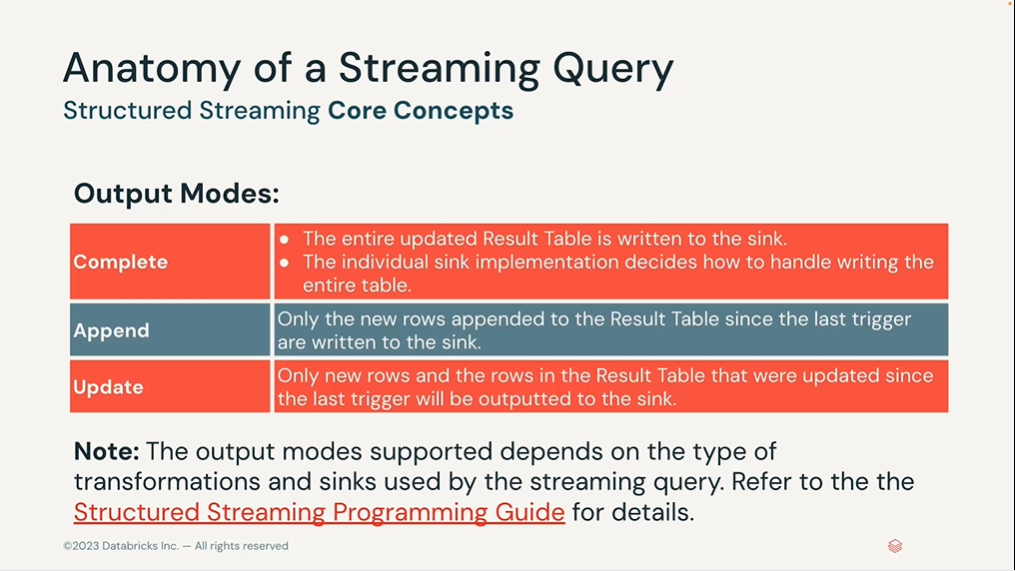 Anatomy of a Streaming Query
Structured Streaming Core Concepts
Output Modes:
Complete
● The entire updated Result Table is written to the sink.
● The individual sink implementation decides how to handle writing the
entire table.
Append
Only the new rows appended to the Result Table since the last trigger
are written to the sink.
Update
Only new rows and the rows in the Result Table that were updated since
the last trigger will be outputted to the sink.
Note: The output modes supported depends on the type of
transformations and sinks used by the streaming query. Refer to the the
Structured Streaming Programming Guide for details.
©2023 Databricks Inc. — All rights reserved